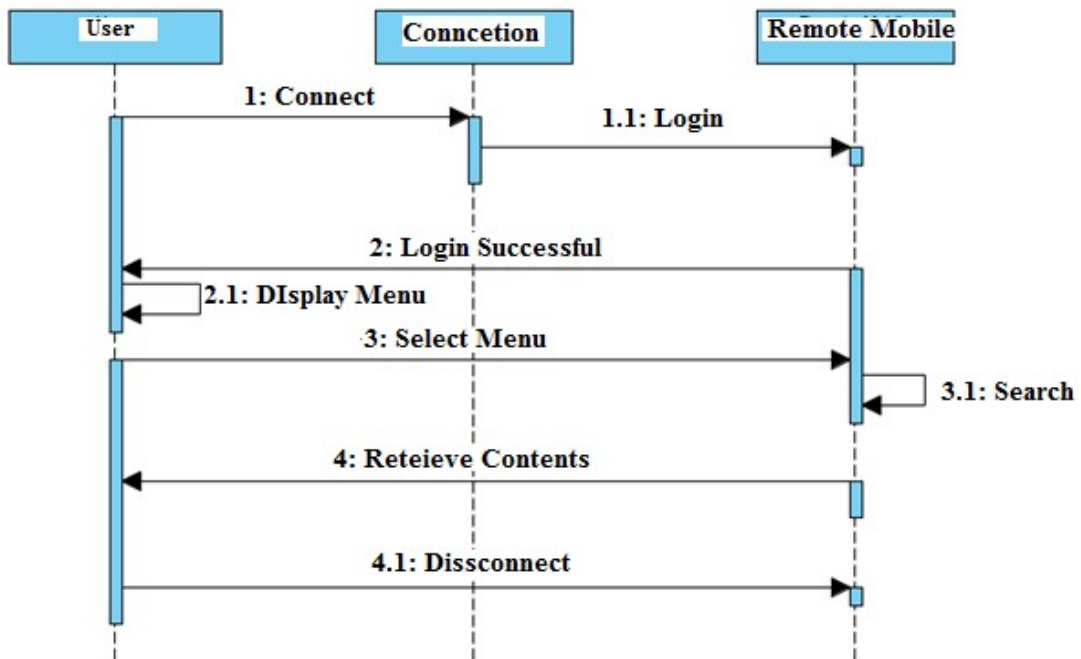 User
Conncetion
Remote Mobile
1: Connect
1.1: Login
2: Login Successful
2.1: DIsplay Menu
3: Select Menu
3.1: Search
4: Reteieve Contents
4.1: Dissconnect